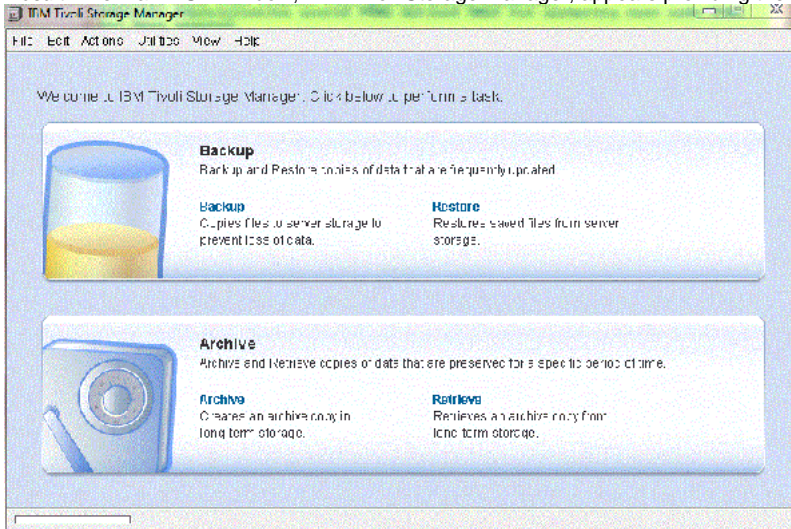 IBM Tivoli Storage Manager
File Edit Actions Utilities View Help
Welcome to IBM Tivoli Storage Manager. Click below to perform a task.
Backup
Backup and Restore copies of data that are frequently updated.
Backup
Copies files to server storage to
prevent loss of data.
Restore
Restores saved files from server
storage.
Archive
Archive and Retrieve copies of data that are preserved for a specific period of time.
Archive
Creates an archive copy in
long-term storage.
Retrieve
Retrieves an archive copy from
long-term storage.